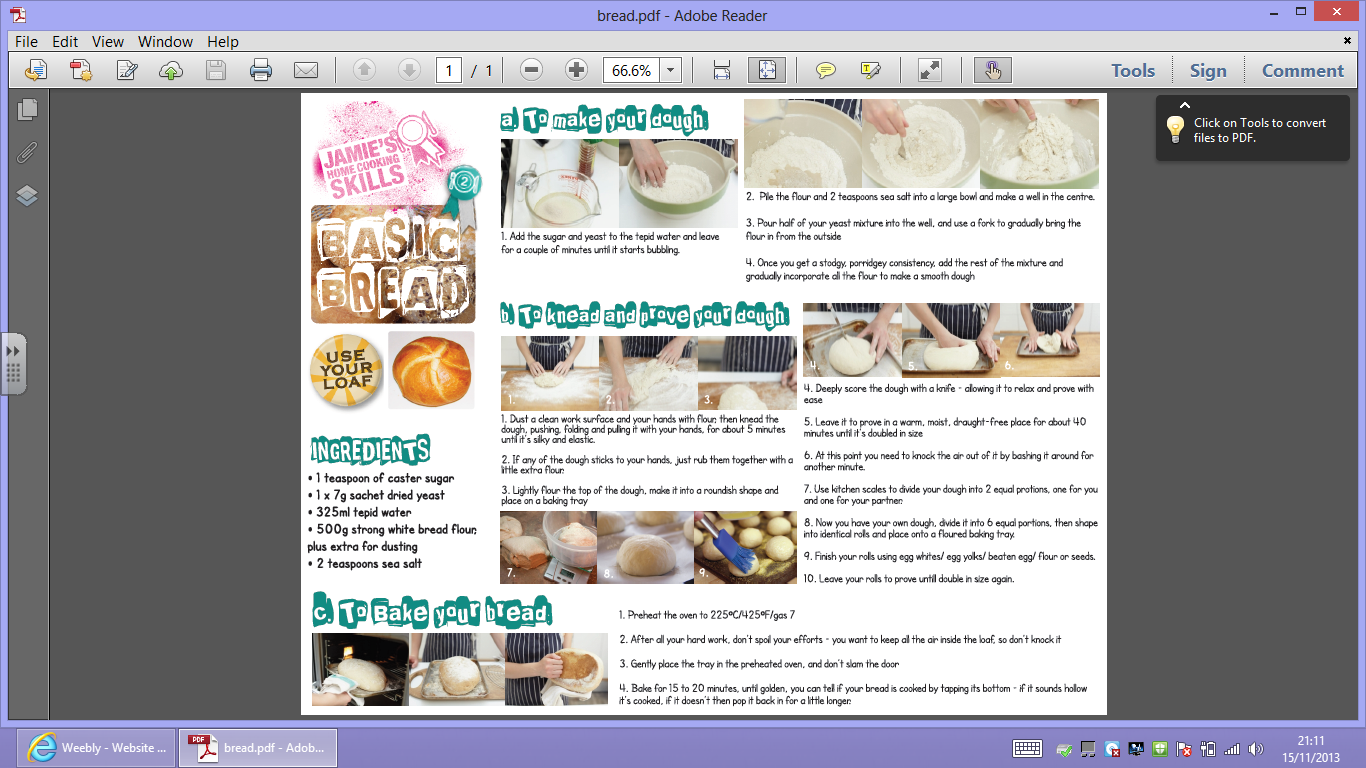 bread.pdf - Adobe Reader
File Edit View Window Help
1 / 1
66.6%
Tools Sign Comment
Click on Tools to convert
files to PDF.
JAMIE'S
HOME COOKING
SKILLS
2
BASIC
BREAD
USE
YOUR
LOAF
INGREDIENTS
• 1 teaspoon of caster sugar
• 1 x 7g sachet dried yeast
• 325ml tepid water
• 500g strong white bread flour,
plus extra for dusting
• 2 teaspoons sea salt
a. To make your dough
1. Add the sugar and yeast to the tepid water and leave
for a couple of minutes until it starts bubbling.
2. Pile the flour and 2 teaspoons sea salt into a large bowl and make a well in the centre.
3. Pour half of your yeast mixture into the well, and use a fork to gradually bring the
flour in from the outside
4. Once you get a stodgy, porridgey consistency, add the rest of the mixture and
gradually incorporate all the flour to make a smooth dough
b. To knead and prove your dough.
1.
2.
3.
1. Dust a clean work surface and your hands with flour, then knead the
dough, pushing, folding and pulling it with your hands, for about 5 minutes
until it's silky and elastic.
2. If any of the dough sticks to your hands, just rub them together with a
little extra flour.
3. Lightly flour the top of the dough, make it into a roundish shape and
place on a baking tray
7.
8.
9.
4.
5.
6.
4. Deeply score the dough with a knife - allowing it to relax and prove with
ease
5. Leave it to prove in a warm, moist, draught-free place for about 40
minutes until it's doubled in size
6. At this point you need to knock the air out of it by bashing it around for
another minute.
7. Use kitchen scales to divide your dough into 2 equal protions, one for you
and one for your partner.
8. Now you have your own dough, divide it into 6 equal portions, then shape
into identical rolls and place onto a floured baking tray.
9. Finish your rolls using egg whites/ egg yolks/ beaten egg/ flour or seeds.
10. Leave your rolls to prove untill double in size again.
c. To Bake your bread.
1. Preheat the oven to 225ºC/425ºF/gas 7
2. After all your hard work, don't spoil your efforts - you want to keep all the air inside the loaf, so don't knock it
3. Gently place the tray in the preheated oven, and don't slam the door
4. Bake for 15 to 20 minutes, until golden, you can tell if your bread is cooked by tapping its bottom - if it sounds hollow
it's cooked, if it doesn't then pop it back in for a little longer.
Weebly - Website ...
PDF
bread.pdf - Adob...
21:11
15/11/2013